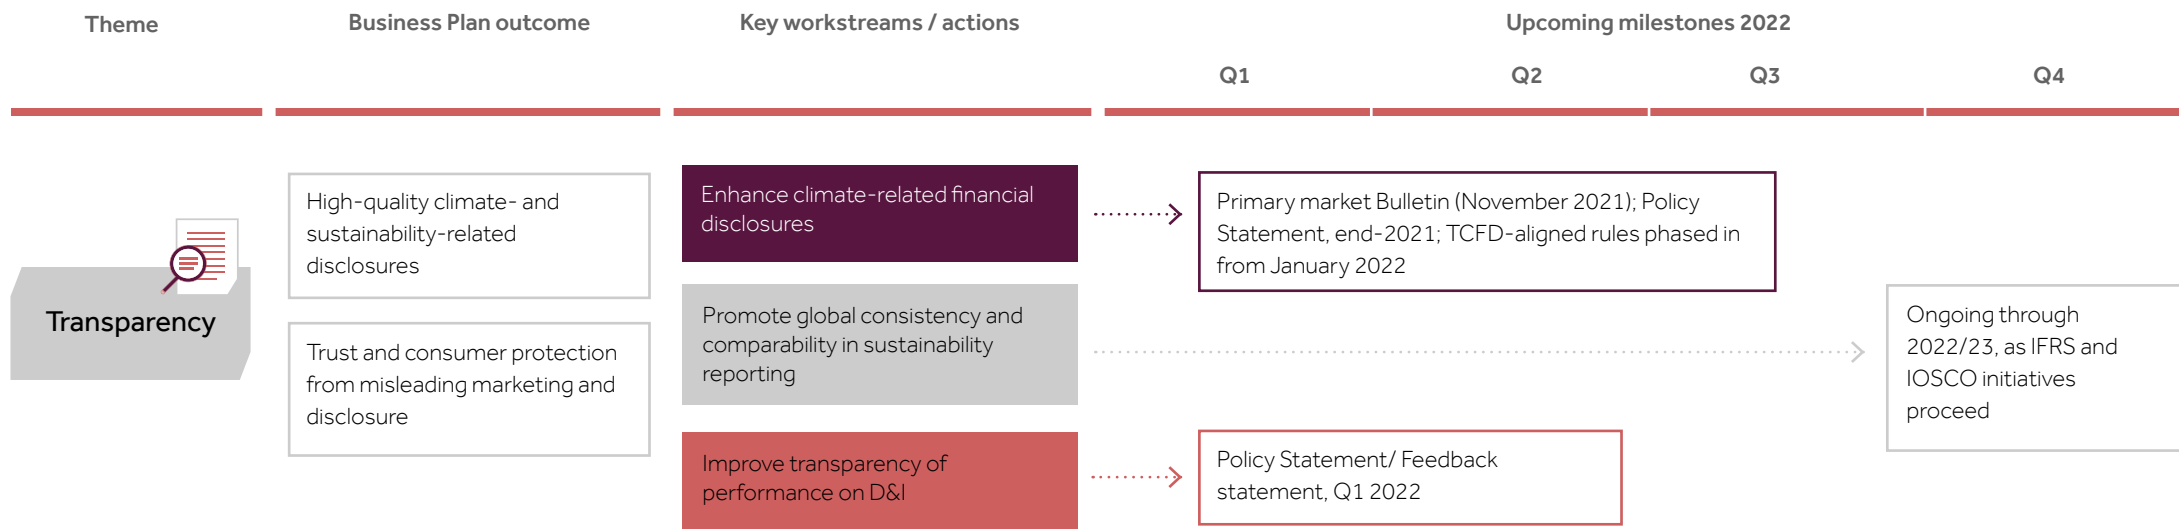 Theme
Business Plan outcome
Key workstreams / actions
Upcoming milestones 2022
Q1
Q2
Q3
Q4
Transparency
High-quality climate- and
sustainability-related
disclosures
Trust and consumer protection
from misleading marketing and
disclosure
Enhance climate-related financial
disclosures
Primary market Bulletin (November 2021); Policy
Statement, end-2021; TCFD-aligned rules phased in
from January 2022
Promote global consistency and
comparability in sustainability
reporting
Ongoing through
2022/23, as IFRS and
IOSCO initiatives
proceed
Improve transparency of
performance on D&I
Policy Statement/ Feedback
statement, Q1 2022